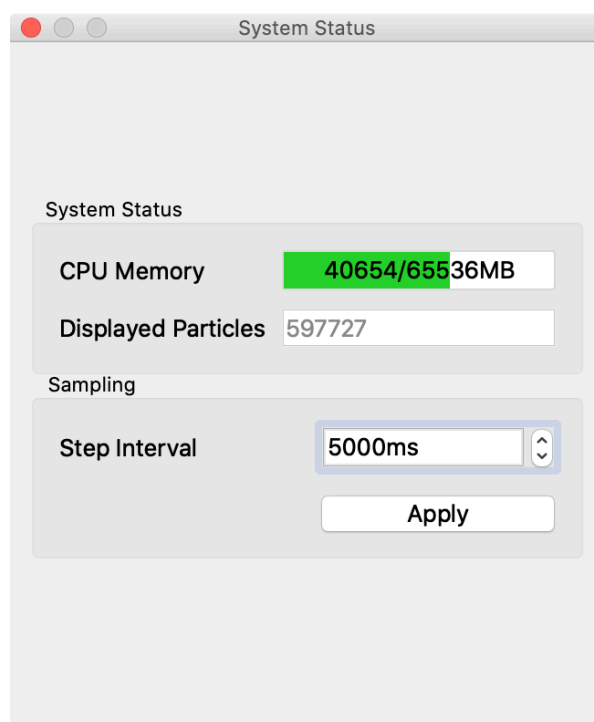 System Status
System Status
CPU Memory 40654/65536MB
Displayed Particles 597727
Sampling
Step Interval 5000ms
Apply